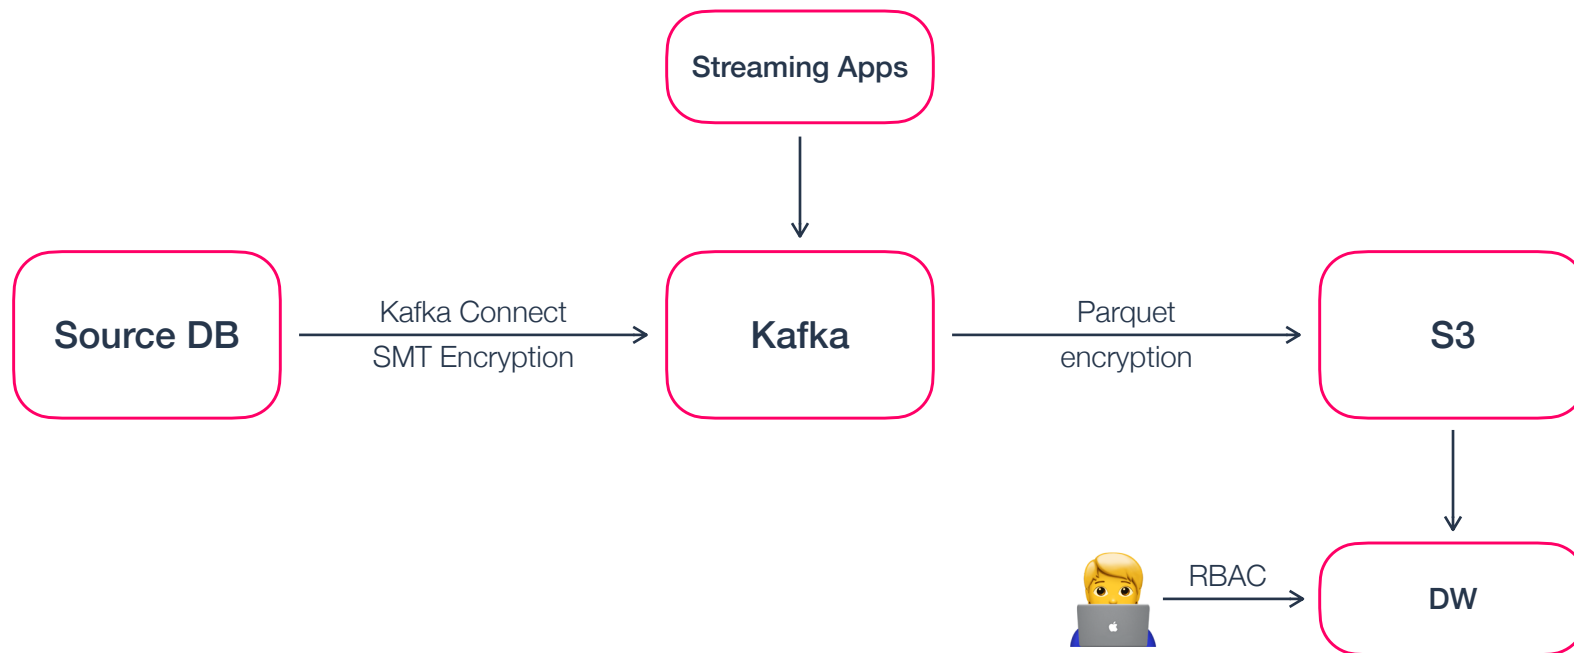 Streaming Apps
Source DB
Kafka Connect
SMT Encryption
Kafka
Parquet
encryption
S3
RBAC
DW